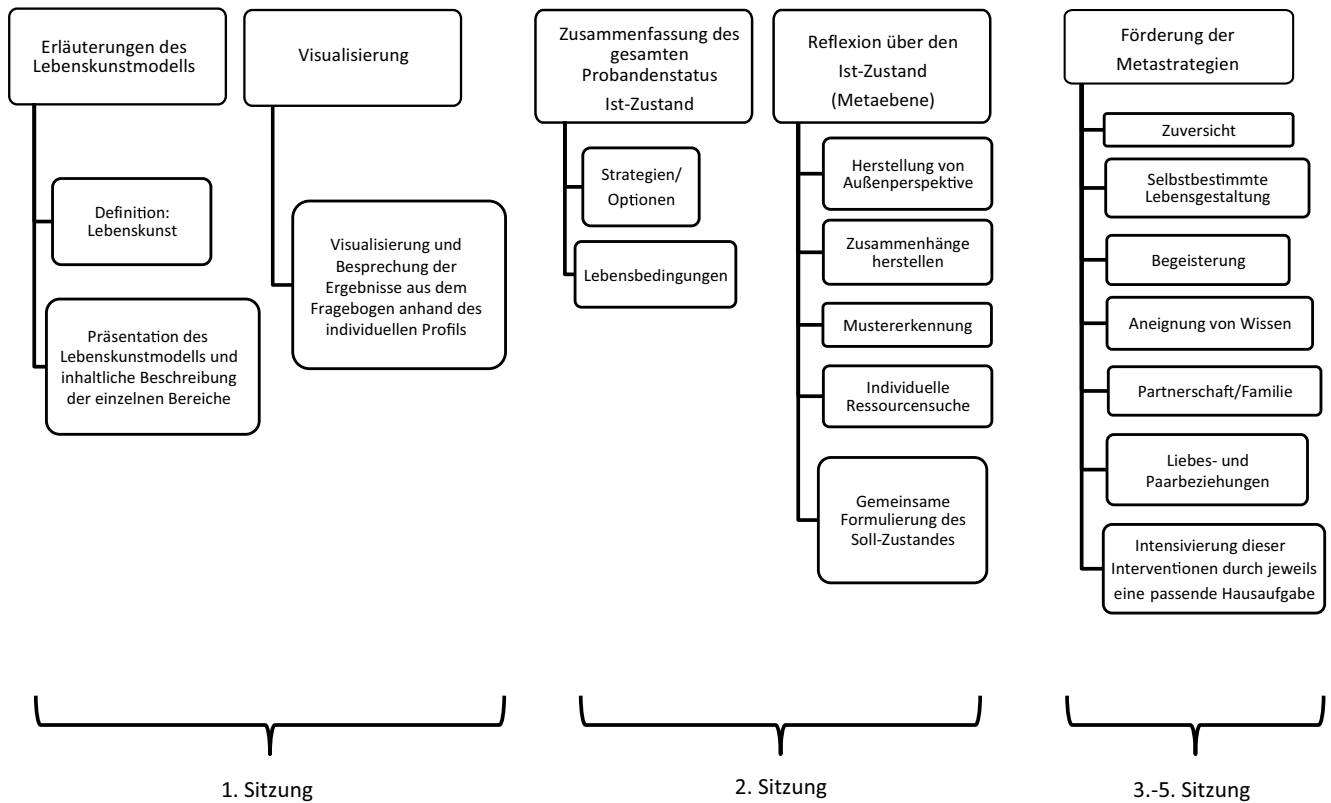 Erläuterungen des
Lebenskunstmodells
Definition:
Lebenskunst
Präsentation des
Lebenskunstmodells und
inhaltliche Beschreibung
der einzelnen Bereiche
Visualisierung
Visualisierung und
Besprechung der
Ergebnisse aus dem
Fragebogen anhand des
individuellen Profils
Zusammenfassung des
gesamten
Probandenstatus
Ist-Zustand
Strategien/
Optionen
Lebensbedingungen
Reflexion über den
Ist-Zustand
(Metaebene)
Herstellung von
Außenperspektive
Zusammenhänge
herstellen
Mustererkennung
Individuelle
Ressourcensuche
Gemeinsame
Formulierung des
Soll-Zustandes
Förderung der
Metastrategien
Zuversicht
Selbstbestimmte
Lebensgestaltung
Begeisterung
Aneignung von Wissen
Partnerschaft/Familie
Liebes- und
Paarbeziehungen
Intensivierung dieser
Interventionen durch jeweils
eine passende Hausaufgabe
1. Sitzung
2. Sitzung
3.-5. Sitzung